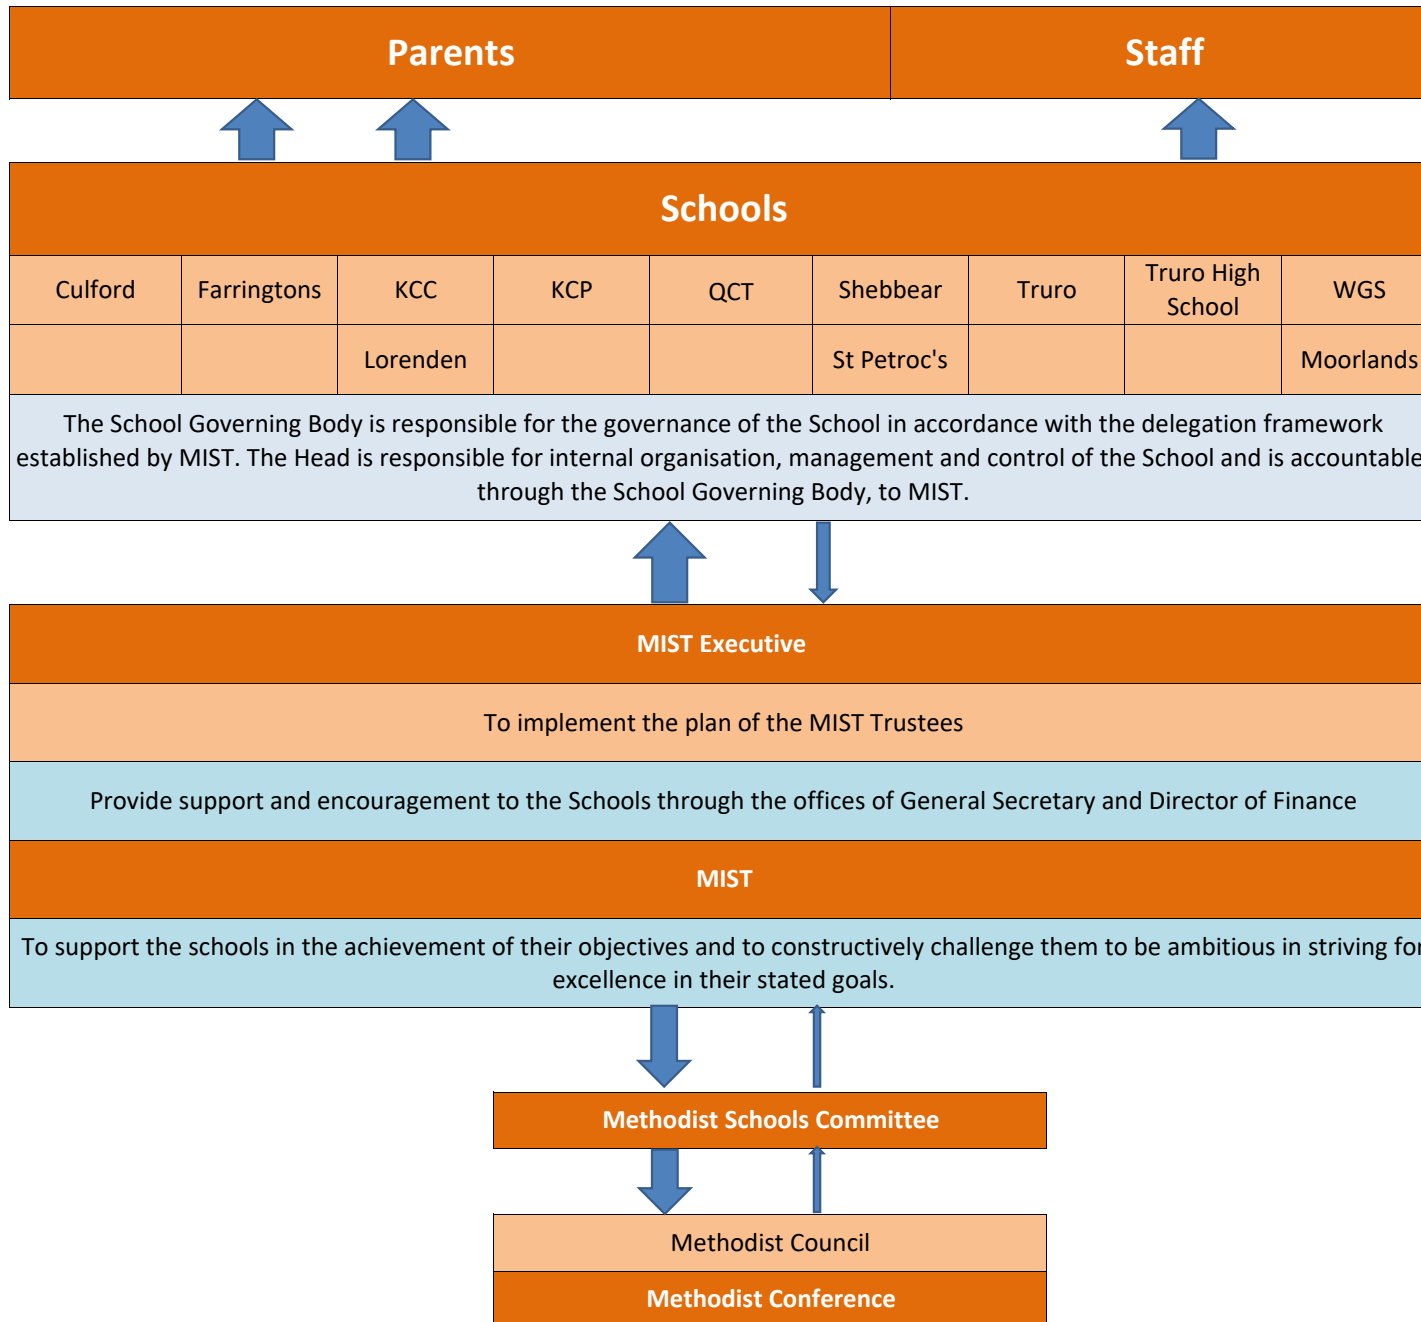 Parents
Staff
Schools
Culford
Farringtons
KCC
KCP
QCT
Shebbear
Truro
Truro High
School
WGS
Lorenden
St Petroc's
Moorlands
The School Governing Body is responsible for the governance of the School in accordance with the delegation framework
established by MIST. The Head is responsible for internal organisation, management and control of the School and is accountable
through the School Governing Body, to MIST.
MIST Executive
To implement the plan of the MIST Trustees
Provide support and encouragement to the Schools through the offices of General Secretary and Director of Finance
MIST
To support the schools in the achievement of their objectives and to constructively challenge them to be ambitious in striving for
excellence in their stated goals.
Methodist Schools Committee
Methodist Council
Methodist Conference